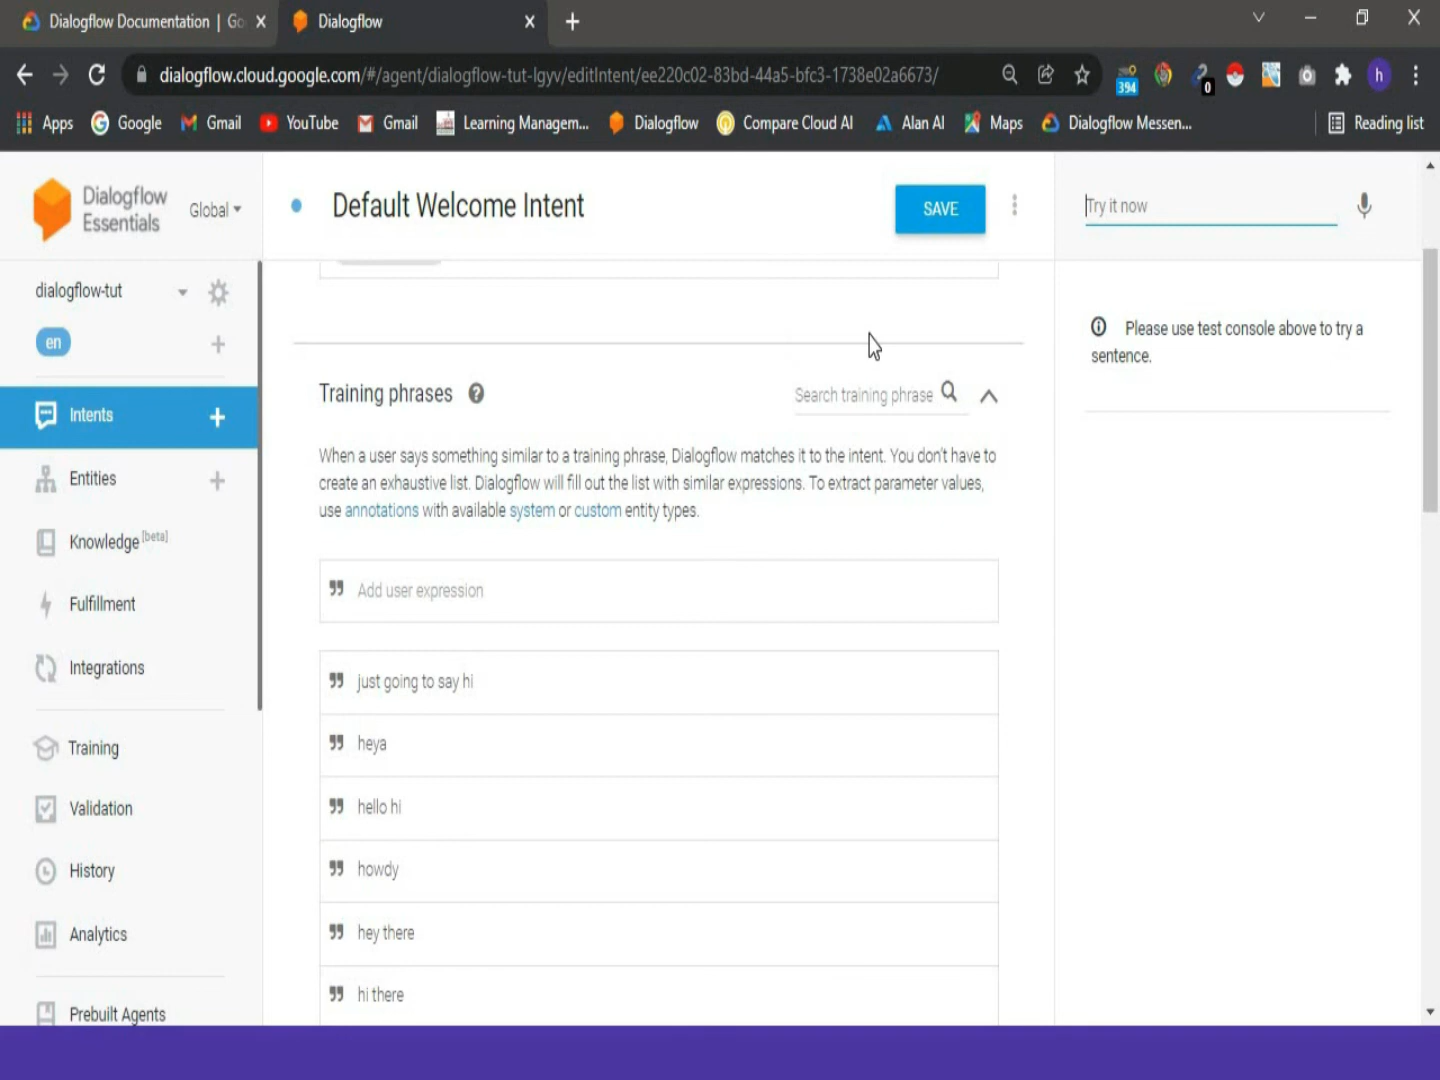 Dialogflow Documentation | Go
Dialogflow
dialogflow.cloud.google.com/#/agent/dialogflow-tut-lgyv/editIntent/ee220c02-83bd-44a5-bfc3-1738e02a6673/
394
0
h
Apps
Google
Gmail
YouTube
Gmail
Learning Managem...
Dialogflow
Compare Cloud AI
Alan AI
Maps
Dialogflow Messen...
Reading list
Dialogflow
Essentials
Global
Default Welcome Intent
SAVE
Try it now
dialogflow-tut
en
Please use test console above to try a
sentence.
Intents
Entities
Knowledge [beta]
Fulfillment
Integrations
Training
Validation
History
Analytics
Prebuilt Agents
Training phrases
Search training phrase
When a user says something similar to a training phrase, Dialogflow matches it to the intent. You don't have to
create an exhaustive list. Dialogflow will fill out the list with similar expressions. To extract parameter values,
use annotations with available system or custom entity types.
Add user expression
just going to say hi
heya
hello hi
howdy
hey there
hi there